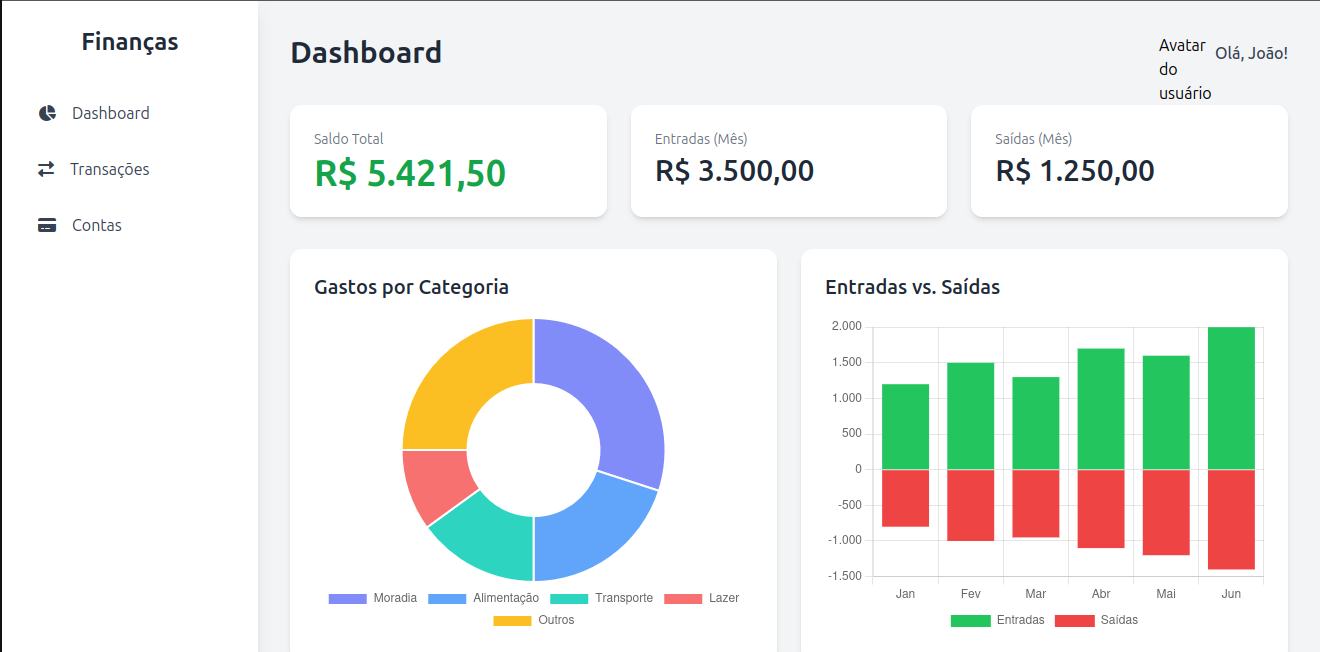 Finanças
Dashboard
Transações
Contas
Dashboard
Avatar
do
usuário
Olá, João!
Saldo Total
R$ 5.421,50
Entradas (Mês)
R$ 3.500,00
Saídas (Mês)
R$ 1.250,00
Gastos por Categoria
Moradia Alimentação Transporte Lazer
Outros
Entradas vs. Saídas
2.000
1.500
1.000
500
0
-500
-1.000
-1.500
Jan Fev Mar Abr Mai Jun
Entradas Saídas